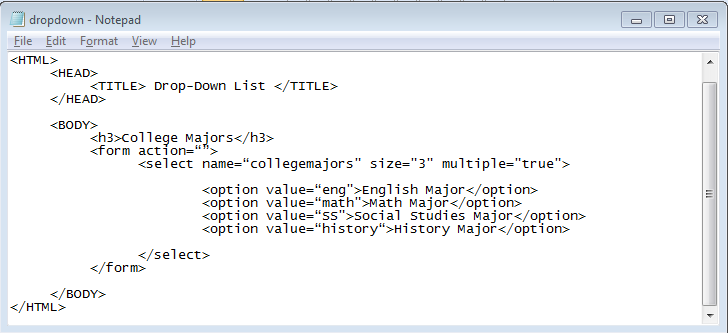 dropdown - Notepad
File Edit Format View Help
<HTML>
<HEAD>
<TITLE> Drop-Down List </TITLE>
</HEAD>
<BODY>
<h3>College Majors</h3>
<form action=“”>
<select name=“collegemajors" size="3" multiple="true">
<option value="eng">English Major</option>
<option value="math">Math Major</option>
<option value="SS">Social Studies Major</option>
<option value="history“>History Major</option>
</select>
</form>
</BODY>
</HTML>